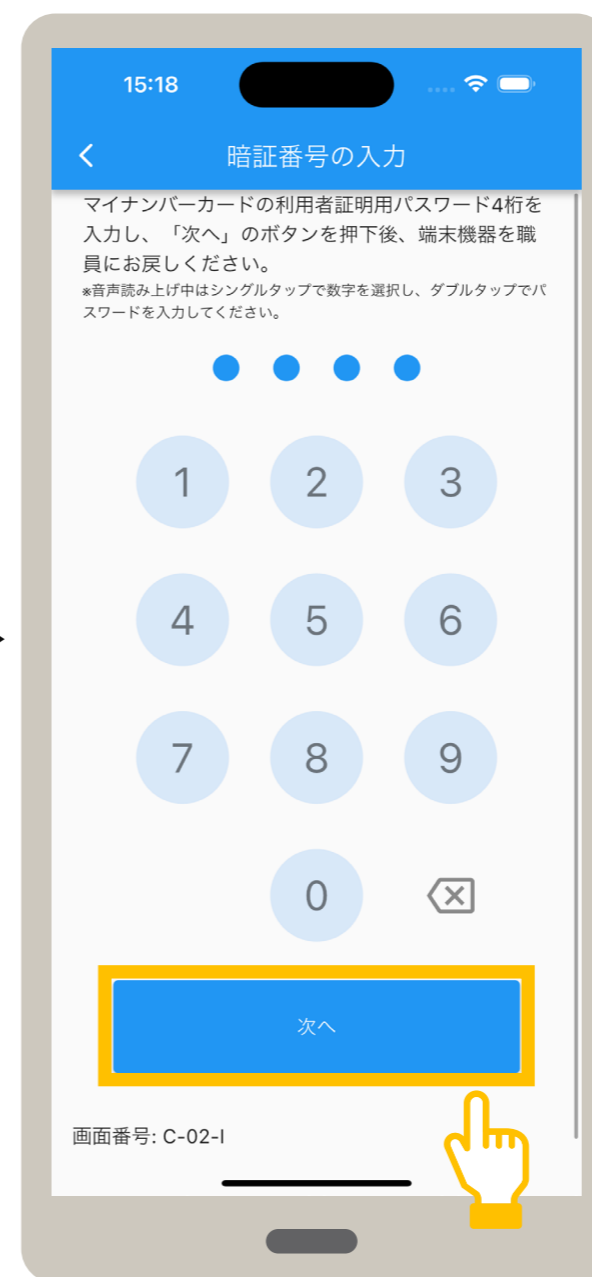 15:18
暗証番号の入力
マイナンバーカードの利用者証明用パスワード4桁を
入力し、「次へ」のボタンを押下後、端末機器を職
員にお戻しください。
※音声読み上げ中はシングルタップで数字を選択し、ダブルタップでパ
スワードを入力してください。
1 2 3
4 5 6
7 8 9
0
次へ
画面番号: C-02-I